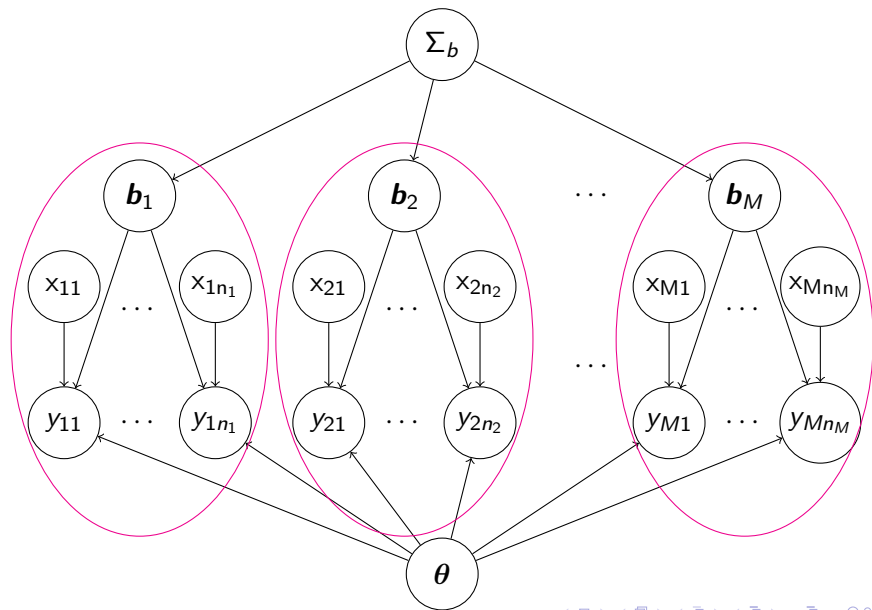 Σ_b
b_1 b_2 ... b_M
x_11 ... x_1n_1 x_21 ... x_2n_2 x_M1 ... x_Mn_M
...
y_11 ... y_1n_1 y_21 ... y_2n_2 y_M1 ... y_Mn_M
θ